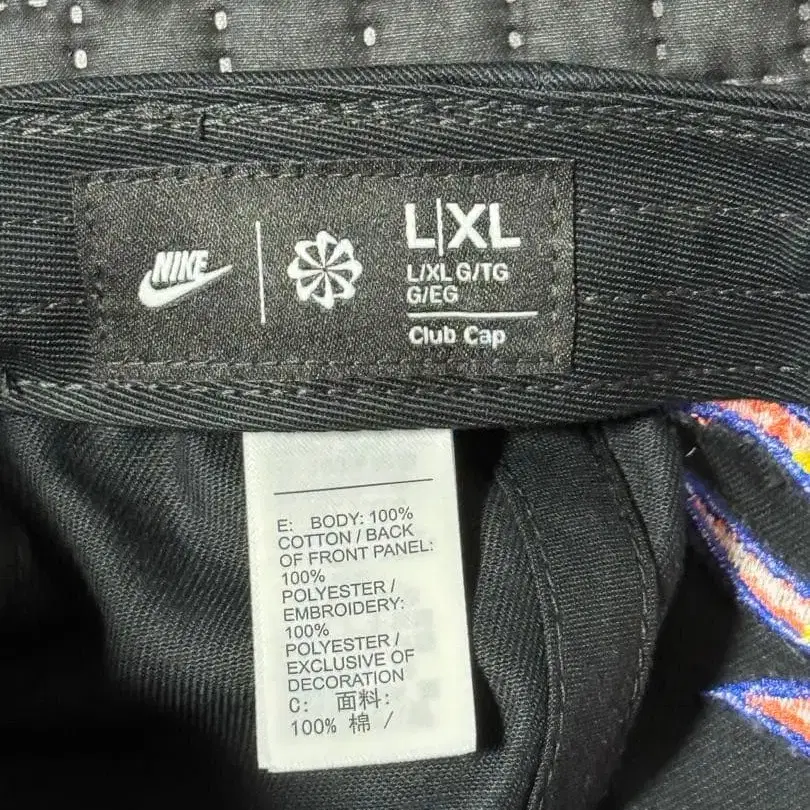 NIKE
L|XL
L/XL G/TG
G/EG
Club Cap
E: BODY: 100%
COTTON / BACK
OF FRONT PANEL:
100%
POLYESTER /
EMBROIDERY:
100%
POLYESTER /
EXCLUSIVE OF
DECORATION
C: 面料:
100% 棉 /